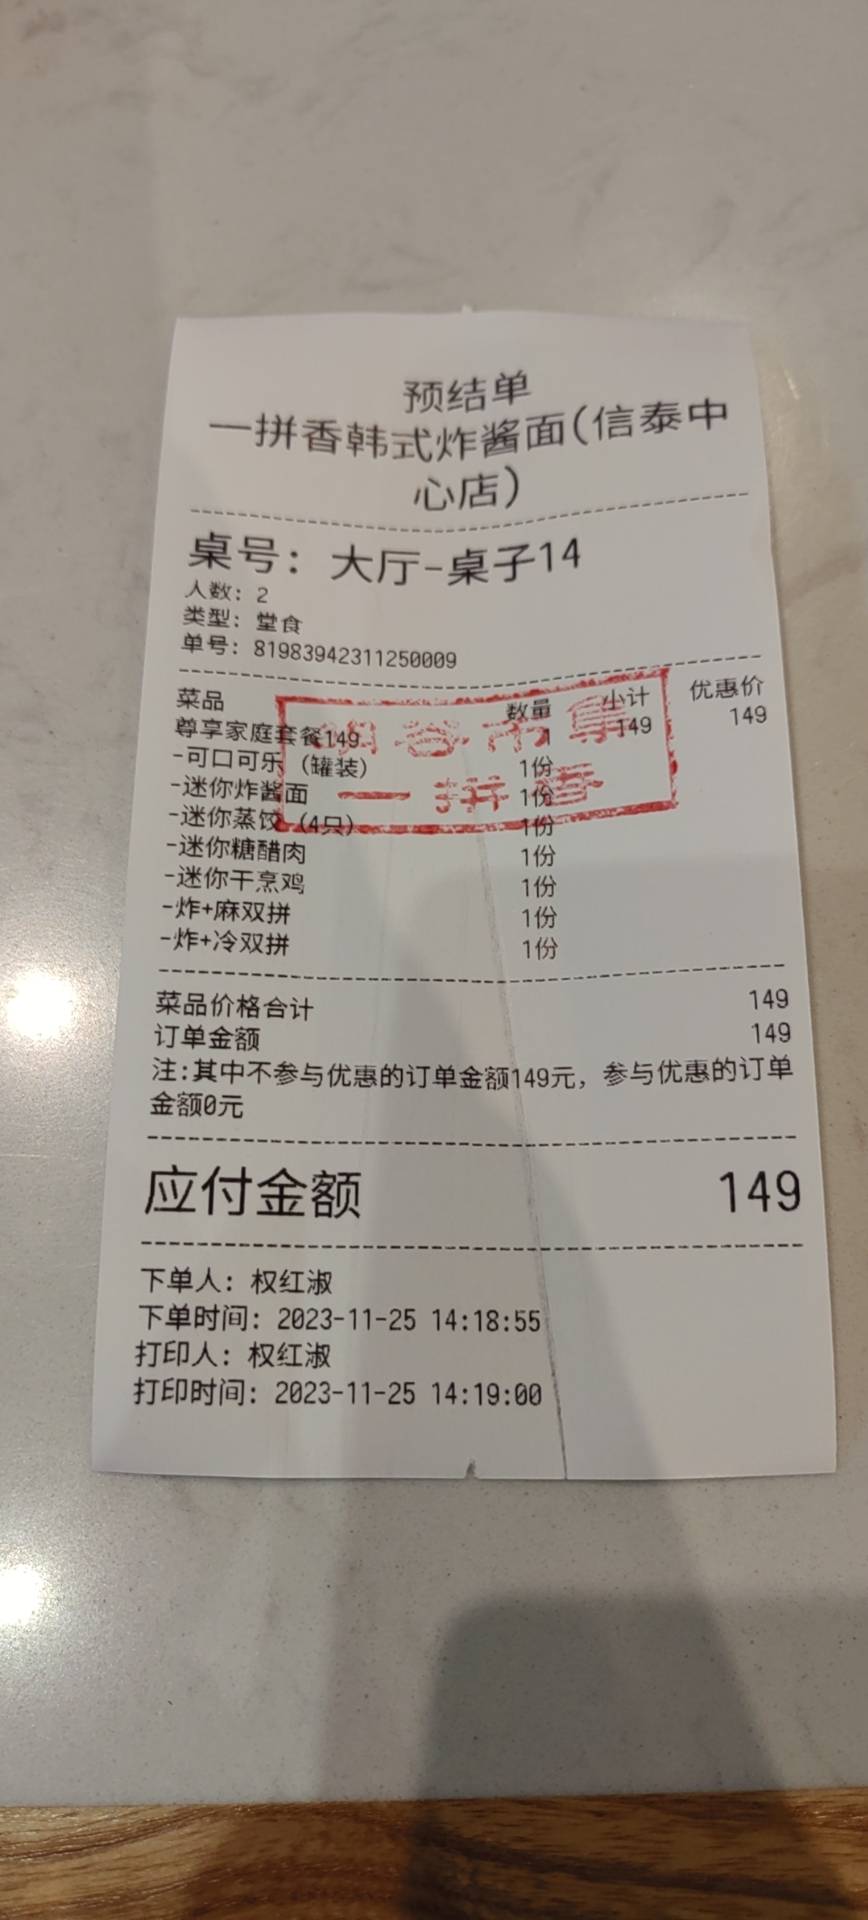 预结单
一拼香韩式炸酱面(信泰中
心店)
桌号: 大厅-桌子14
人数: 2
类型: 堂食
单号: 81983942311250009
菜品 数量 小计 优惠价
尊享家庭套餐149 1 149 149
-可口可乐 (罐装) 1份
-迷你炸酱面 1份
-迷你蒸饺 (4只) 1份
-迷你糖醋肉 1份
-迷你干烹鸡 1份
-炸+麻双拼 1份
-炸+冷双拼 1份
一拼香
菜品价格合计 149
订单金额 149
注:其中不参与优惠的订单金额149元, 参与优惠的订单
金额0元
应付金额 149
下单人: 权红淑
下单时间: 2023-11-25 14:18:55
打印人: 权红淑
打印时间: 2023-11-25 14:19:00